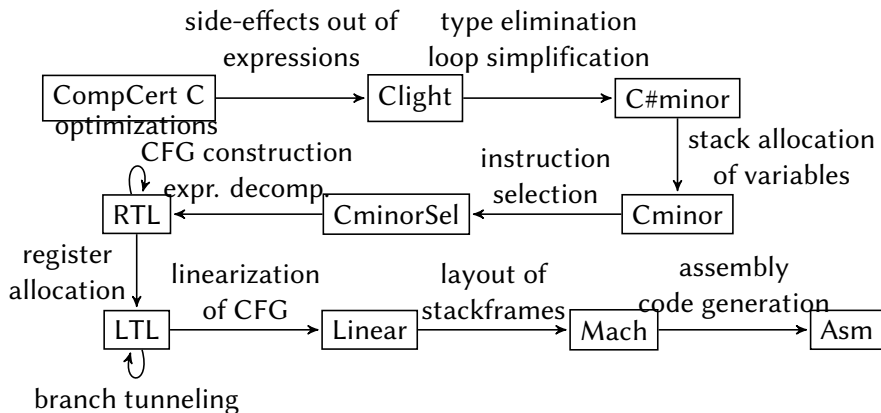 side-effects out of
expressions
type elimination
loop simplification
CompCert C
Clight
C#minor
optimizations
stack allocation
of variables
CFG construction
expr. decomp.
instruction
selection
RTL
CminorSel
Cminor
register
allocation
linearization
of CFG
layout of
stackframes
assembly
code generation
LTL
Linear
Mach
Asm
branch tunneling